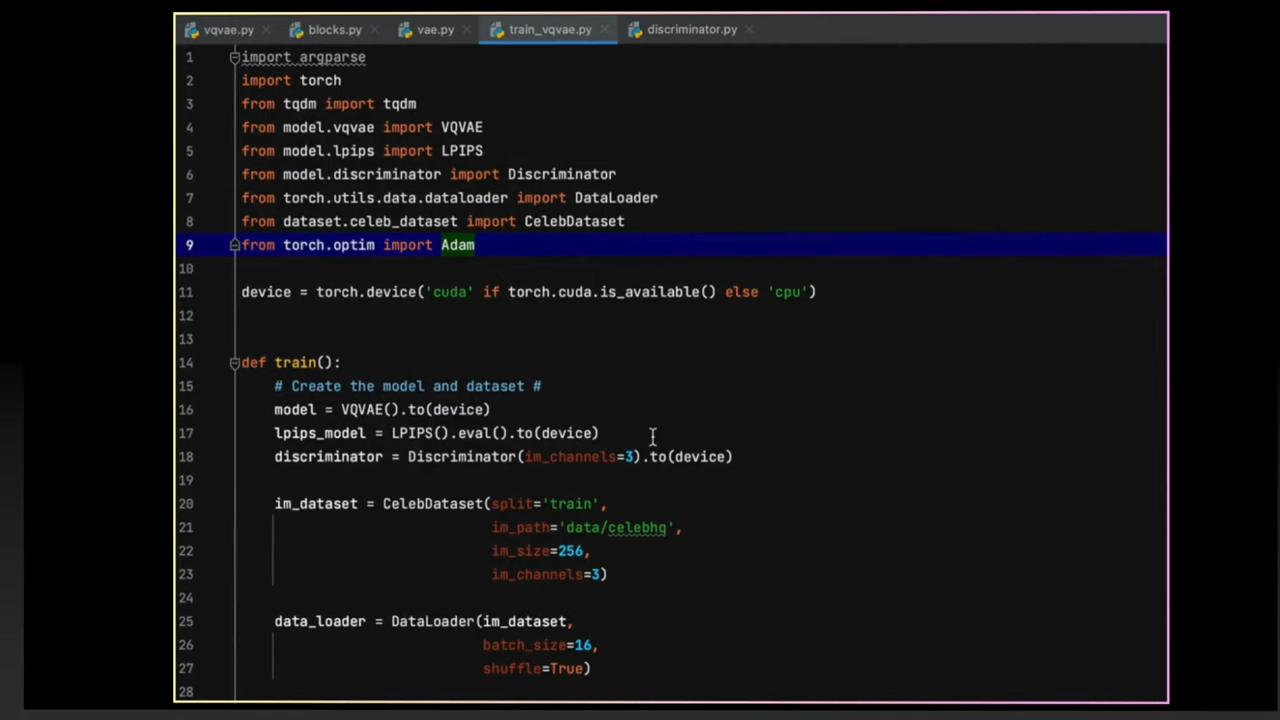 vqvae.py blocks.py vae.py train_vqvae.py discriminator.py
1 import argparse
2 import torch
3 from tqdm import tqdm
4 from model.vqvae import VQVAE
5 from model.lpips import LPIPS
6 from model.discriminator import Discriminator
7 from torch.utils.data.dataloader import DataLoader
8 from dataset.celeb_dataset import CelebDataset
9 from torch.optim import Adam
10
11 device = torch.device('cuda' if torch.cuda.is_available() else 'cpu')
12
13
14 def train():
15 # Create the model and dataset #
16 model = VQVAE().to(device)
17 lpips_model = LPIPS().eval().to(device)
18 discriminator = Discriminator(im_channels=3).to(device)
19
20 im_dataset = CelebDataset(split='train',
21 im_path='data/celebhq',
22 im_size=256,
23 im_channels=3)
24
25 data_loader = DataLoader(im_dataset,
26 batch_size=16,
27 shuffle=True)
28